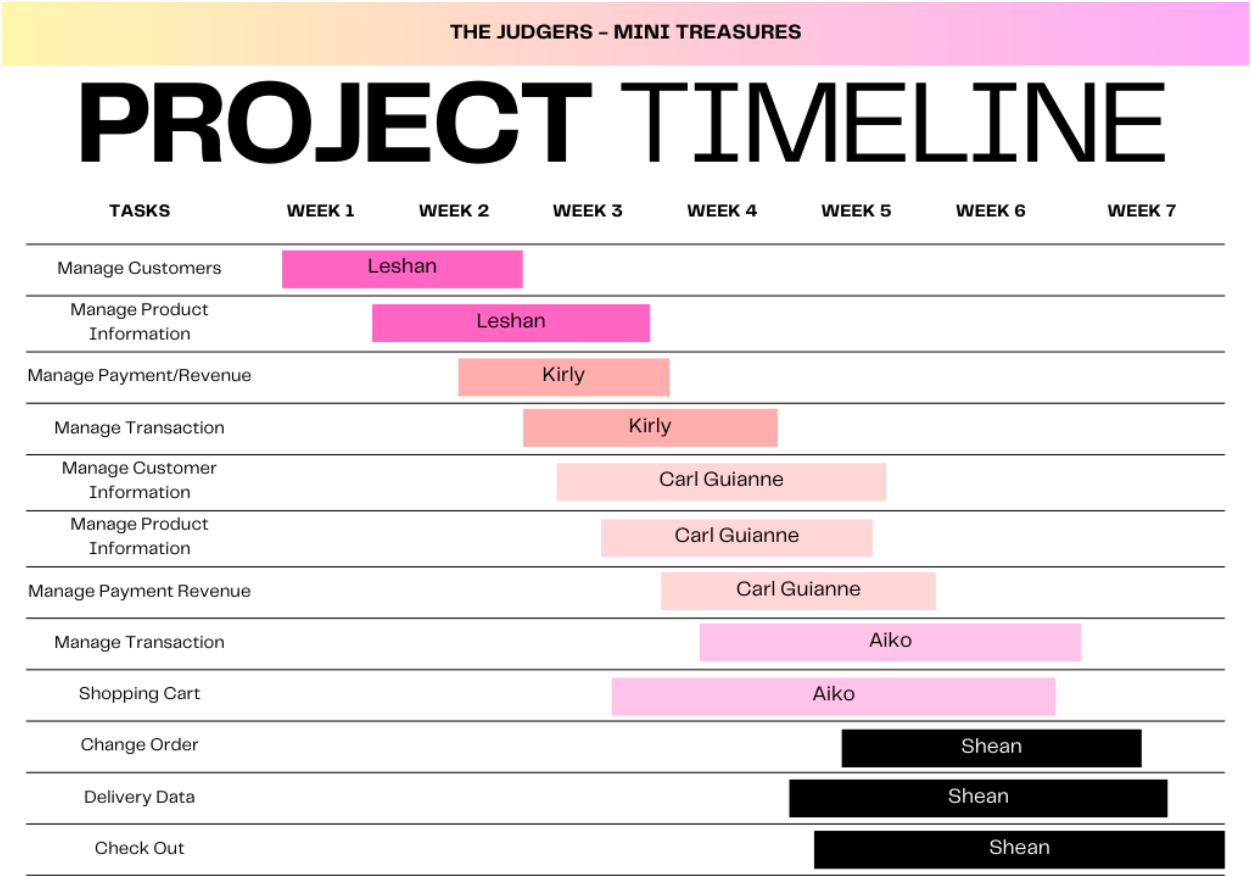 THE JUDGERS - MINI TREASURES
PROJECT TIMELINE
TASKS WEEK 1 WEEK 2 WEEK 3 WEEK 4 WEEK 5 WEEK 6 WEEK 7
Manage Customers Leshan
Manage Product
Information
Leshan
Manage Payment/Revenue Kirly
Manage Transaction Kirly
Manage Customer
Information
Carl Guianne
Manage Product
Information
Carl Guianne
Manage Payment Revenue Carl Guianne
Manage Transaction Aiko
Shopping Cart Aiko
Change Order Shean
Delivery Data Shean
Check Out Shean